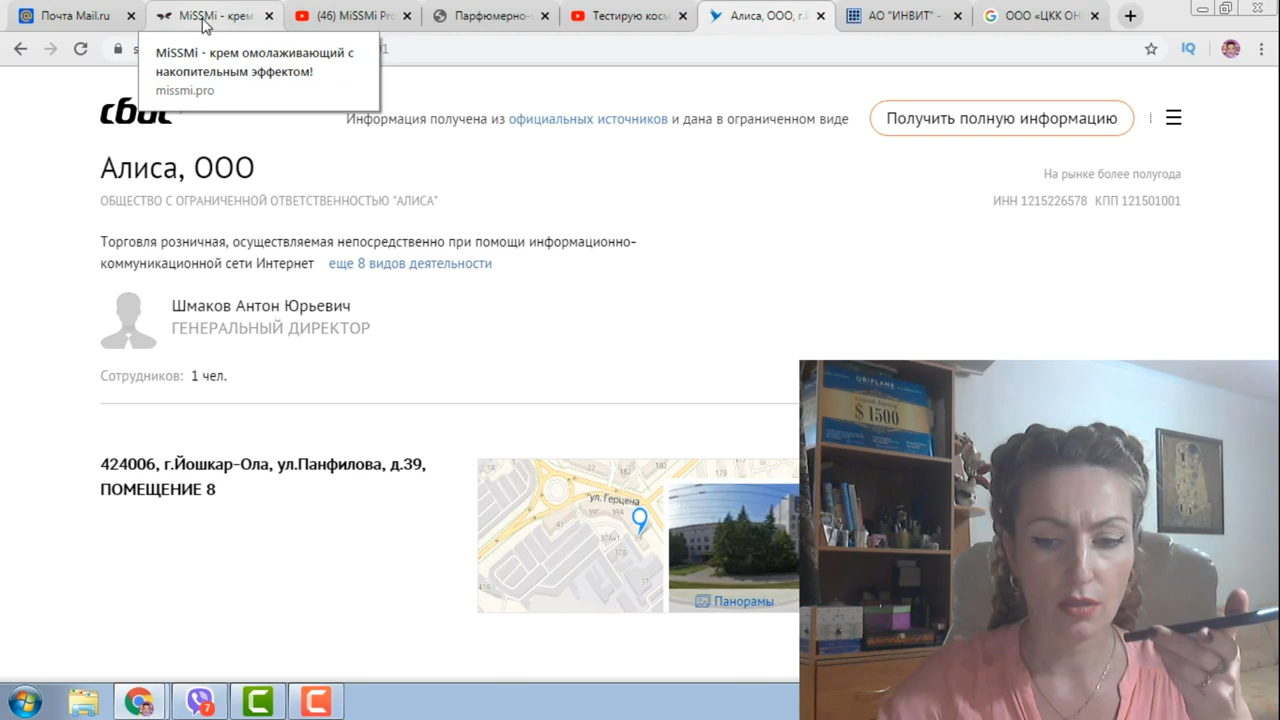 Почта Mail.ru
MiSSMi - крем
(46) MiSSMi Pr
Парфюмерно-
Тестирую косм
Алиса, ООО, г.
АО "ИНВИТ" -
ООО «ЦКК ОН
MiSSMi - крем омолаживающий с
накопительным эффектом!
missmi.pro
IQ
сбис
Информация получена из официальных источников и дана в ограниченном виде
Получить полную информацию
Алиса, ООО
На рынке более полугода
ОБЩЕСТВО С ОГРАНИЧЕННОЙ ОТВЕТСТВЕННОСТЬЮ "АЛИСА"
ИНН 1215226578 КПП 121501001
Торговля розничная, осуществляемая непосредственно при помощи информационно-
коммуникационной сети Интернет еще 8 видов деятельности
Шмаков Антон Юрьевич
ГЕНЕРАЛЬНЫЙ ДИРЕКТОР
Сотрудников: 1 чел.
424006, г.Йошкар-Ола, ул.Панфилова, д.39,
ПОМЕЩЕНИЕ 8
ул. Герцена
Панорамы
ORIFLAME
$ 1500
7